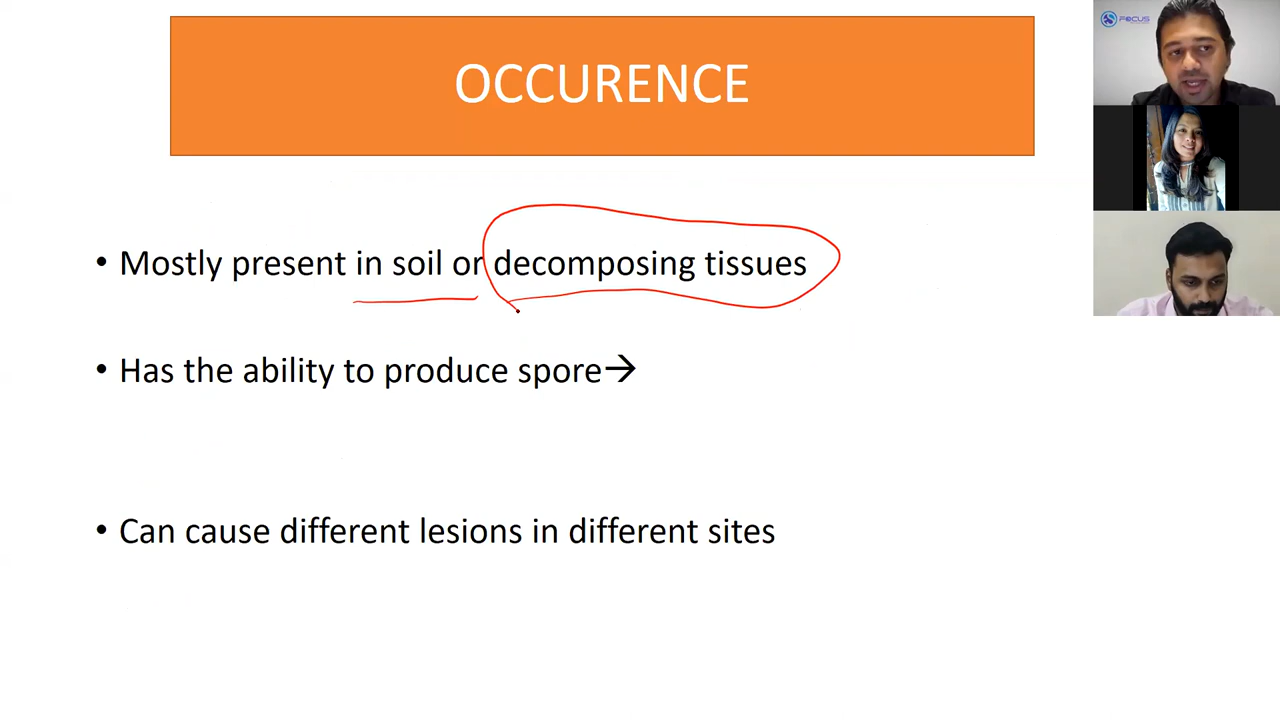 OCCURENCE
• Mostly present in soil or decomposing tissues
• Has the ability to produce spore→
• Can cause different lesions in different sites
FOCUS